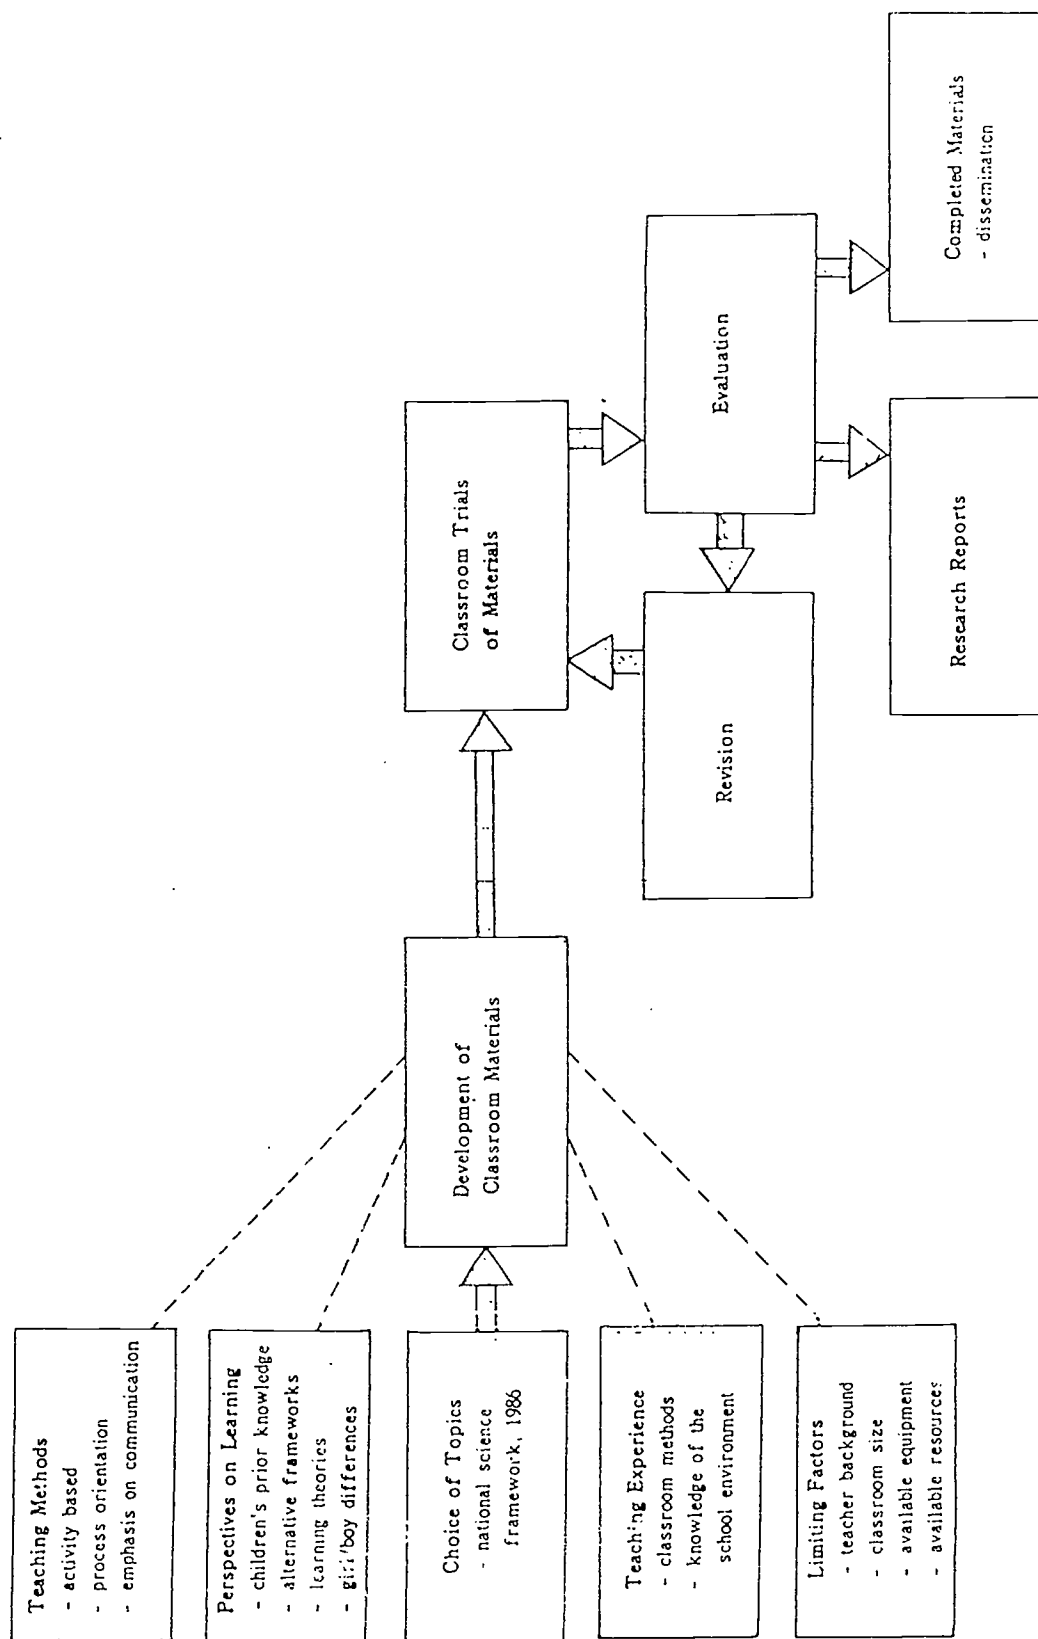 Teaching Methods
- activity based
- process orientation
- emphasis on communication
Perspectives on Learning
- children's prior knowledge
- alternative frameworks
- learning theories
- girl/boy differences
Choice of Topics
- national science
framework, 1986
Teaching Experience
- classroom methods
- knowledge of the
school environment
Limiting Factors
- teacher background
- classroom size
- available equipment
- available resources
Development of
Classroom Materials
Classroom Trials
of Materials
Revision
Evaluation
Research Reports
Completed Materials
- dissemination